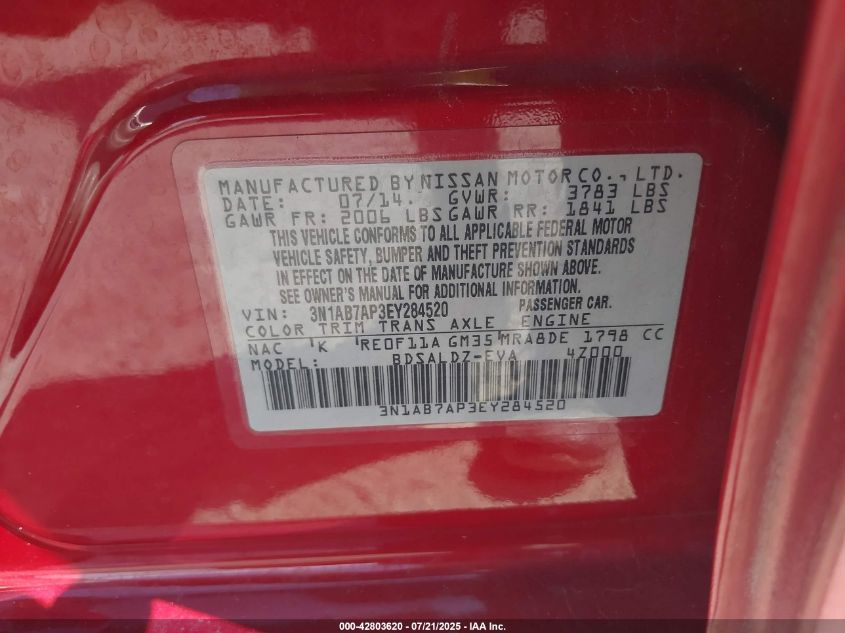 MANUFACTURED BY NISSAN MOTOR CO., LTD.
DATE: 07/14. GVWR: 3783 LBS
GAWR FR: 2006 LBS GAWR RR: 1841 LBS
THIS VEHICLE CONFORMS TO ALL APPLICABLE FEDERAL MOTOR
VEHICLE SAFETY, BUMPER AND THEFT PREVENTION STANDARDS
IN EFFECT ON THE DATE OF MANUFACTURE SHOWN ABOVE.
SEE OWNER'S MANUAL FOR ADDITIONAL INFORMATION.
VIN: 3N1AB7AP3EY284520 PASSENGER CAR.
COLOR TRIM TRANS AXLE ENGINE
NAC K RE0F11A GM35 MRA8DE 1798 CC
MODEL: BDSALDZ-EVA 4Z000
3N1AB7AP3EY284520
000-42803620 - 07/21/2025 - IAA Inc.